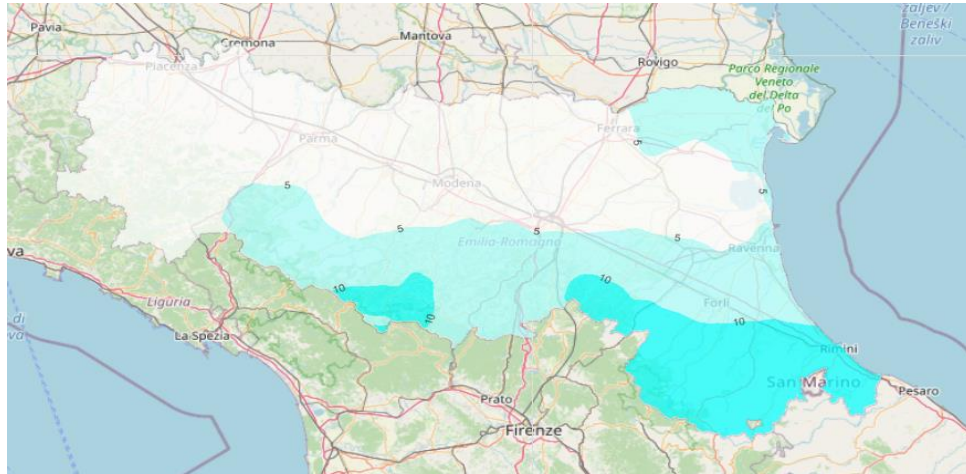 zaljev /
Beneški
zaliv
Pavia
Cremona
Mantova
Rovigo
Piacenza
Parco Regionale
Veneto
del Delta
del Po
Ferrara
Parma
5
5
Modena
5
5
5
5
5
Emilia-Romagna
Ravenna
va
10
10
Liguria
Forlì
10
10
La Spezia
Rimini
San Marino
Prato
Pesaro
Firenze